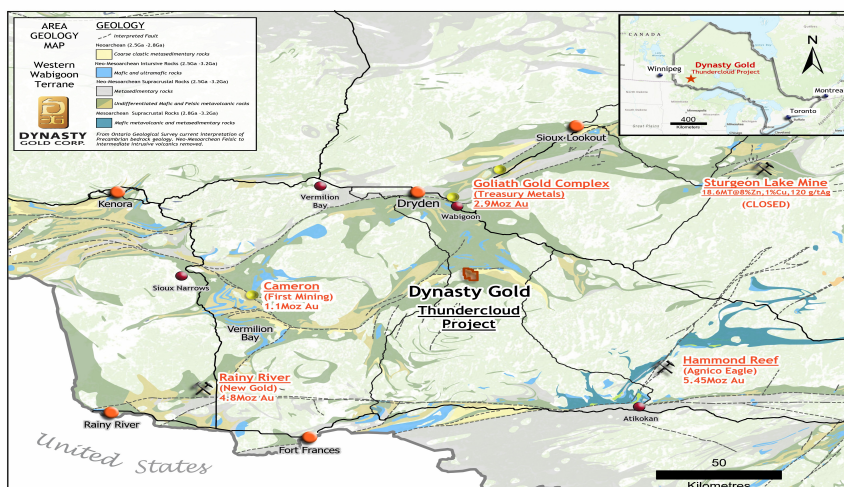 AREA
GEOLOGY
MAP
Western
Wabigoon
Terrane
DYNASTY
GOLD CORP.
GEOLOGY
Interpreted Fault
Neoarchean (2.5Ga -2.8Ga)
Coarse clastic metasedimentary rocks
Neo-Mesoarchean Intursive Rocks (2.5Ga -3.2Ga)
Mafic and ultramafic rocks
Neo-Mesoarchean Supracrustal Rocks (2.5Ga -3.2Ga)
Metasedimentary rocks
Undifferentiated Mafic and Felsic metavolcanic rocks
Mesoarchean Supracrustal Rocks (2.8Ga -3.2Ga)
Mafic metavolcanic and metasedimentary rocks
From Ontario Geological Survey current interpretation of
Precambrian bedrock geology. Neo-Mesoarchean Felsic to
intermediate intrusive volcanics removed.
CANADA
Winnipeg
Dynasty Gold
Thundercloud Project
Montreal
Toronto
Great Plains
400
Kilometres
N
Sioux Lookout
Kenora
Vermilion
Bay
Dryden
Wabigoon
Goliath Gold Complex
(Treasury Metals)
2.9Moz Au
Sturgeon Lake Mine
18.6MT@8%Zn,1%Cu,120 g/tAg
(CLOSED)
Sioux Narrows
Cameron
(First Mining)
1.1Moz Au
Vermilion
Bay
Dynasty Gold
Thundercloud
Project
Rainy River
(New Gold)
4.8Moz Au
Hammond Reef
(Agnico Eagle)
5.45Moz Au
Rainy River
Fort Frances
Atikokan
United States
50
Kilometres